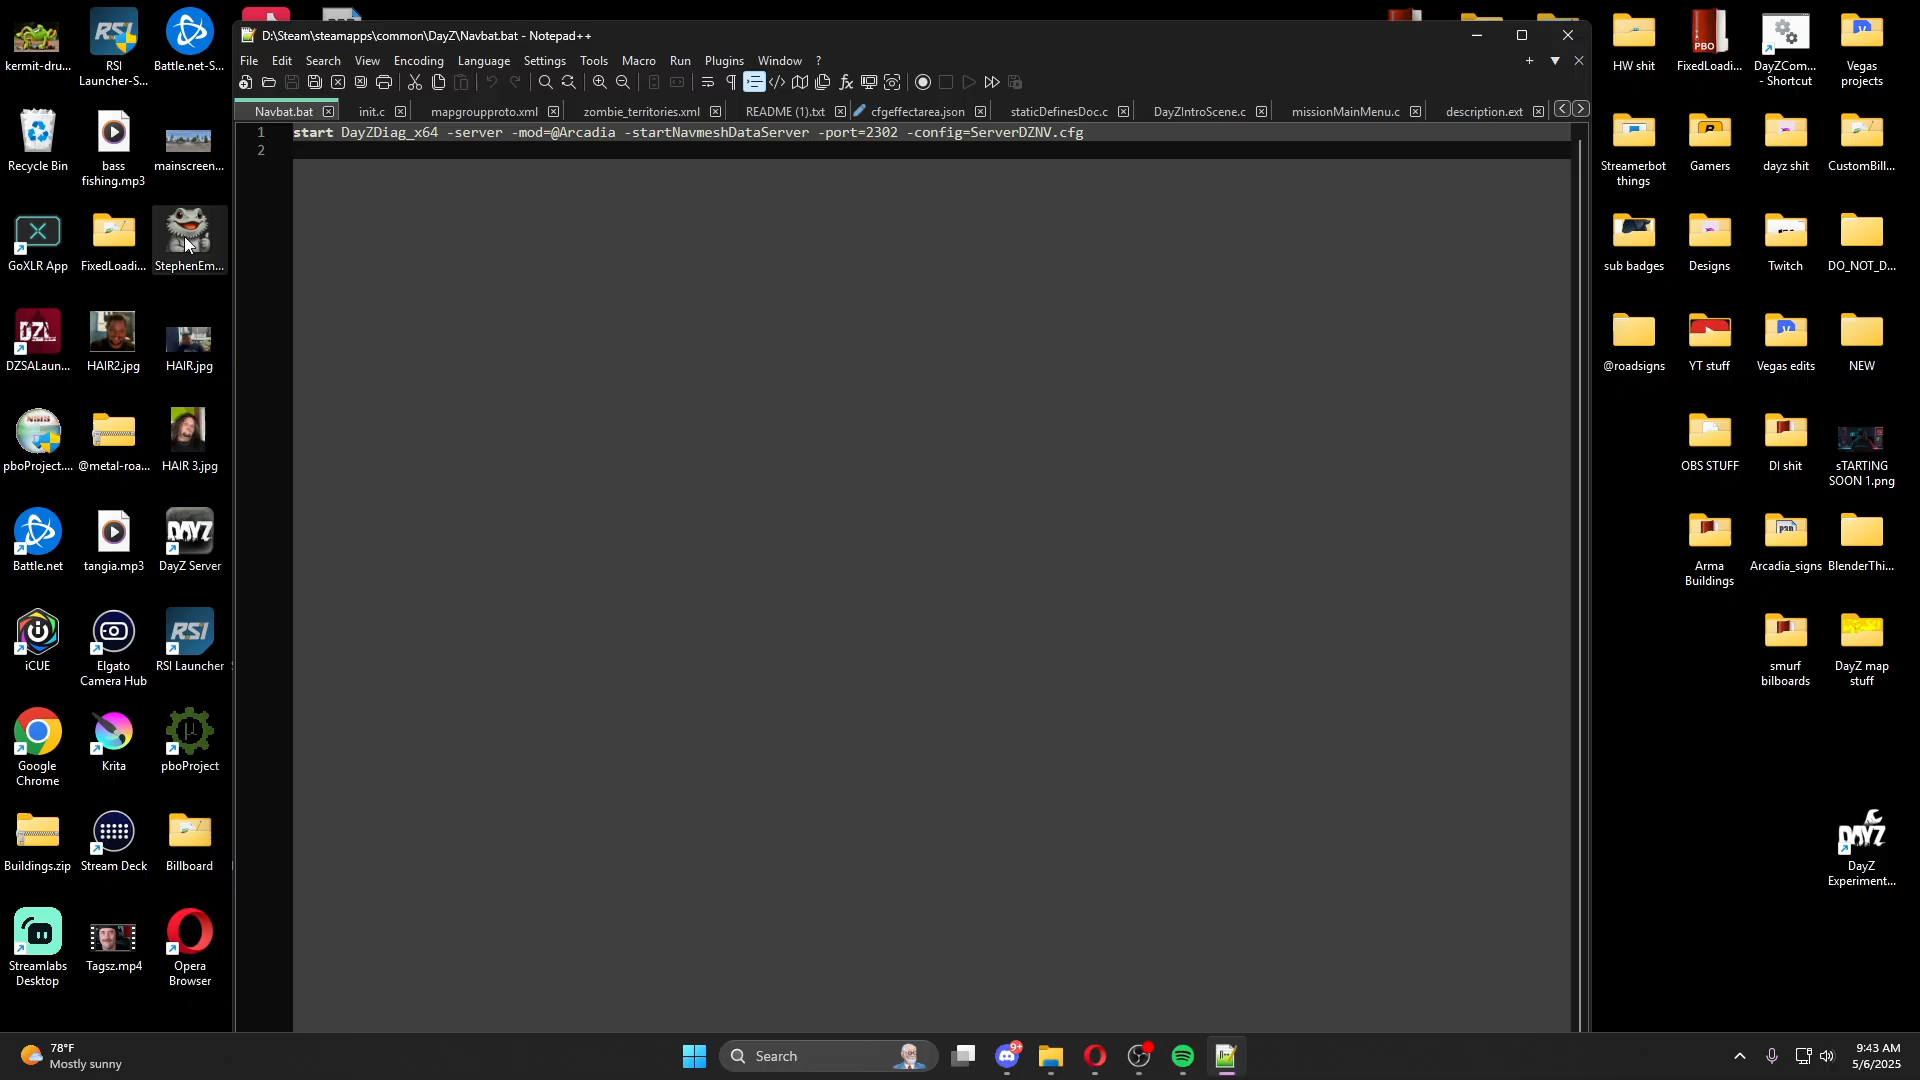 D:\Steam\steamapps\common\DayZ\Navbat.bat - Notepad++
File Edit Search View Encoding Language Settings Tools Macro Run Plugins Window ?
Navbat.bat init.c mapgroupproto.xml zombie_territories.xml README (1).txt cfgeffectarea.json staticDefinesDoc.c DayZIntroScene.c missionMainMenu.c description.ext
1 start DayZDiag_x64 -server -mod=@Arcadia -startNavmeshDataServer -port=2302 -config=ServerDZNV.cfg
2
kermit-dru...
RSI
Launcher-S...
Battle.net-S...
Recycle Bin
bass
fishing.mp3
mainscreen...
GoXLR App
FixedLoadi...
StephenEm...
DZSALaun...
HAIR2.jpg
HAIR.jpg
pboProject....
@metal-roa...
HAIR 3.jpg
Battle.net
tangia.mp3
DayZ Server
iCUE
Elgato
Camera Hub
RSI Launcher
Google
Chrome
Krita
pboProject
Buildings.zip
Stream Deck
Billboard
Streamlabs
Desktop
Tagsz.mp4
Opera
Browser
HW shit
PBO
FixedLoadi...
DayZCom...
- Shortcut
Vegas
projects
Streamerbot
things
Gamers
dayz shit
CustomBill...
sub badges
Designs
Twitch
DO_NOT_D...
@roadsigns
YT stuff
Vegas edits
NEW
OBS STUFF
DI shit
sTARTING
SOON 1.png
Arma
Buildings
Arcadia_signs
BlenderThi...
smurf
bilboards
DayZ map
stuff
DAYZ
DayZ
Experiment...
78°F
Mostly sunny
Search
9+
9:43 AM
5/6/2025